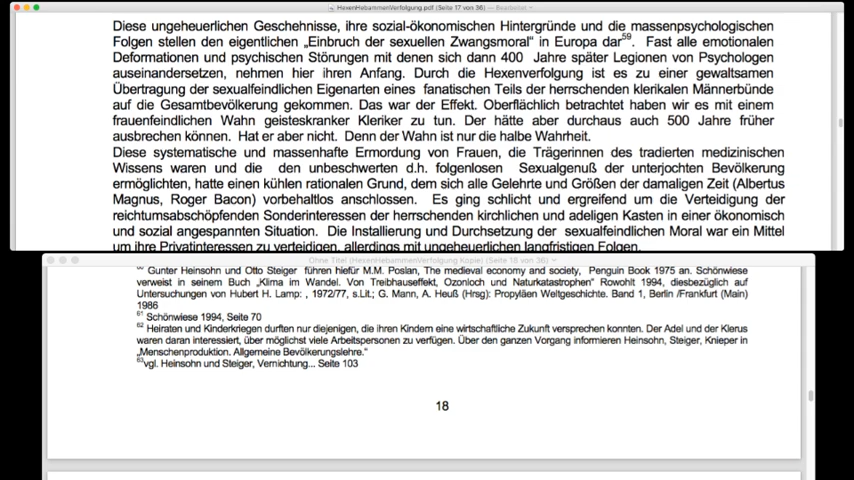 HexenHebammenVerfolgung.pdf (Seite 17 von 36) — Bearbeitet
Diese ungeheuerlichen Geschehnisse, ihre sozial-ökonomischen Hintergründe und die massenpsychologischen
Folgen stellen den eigentlichen „Einbruch der sexuellen Zwangsmoral“ in Europa dar59. Fast alle emotionalen
Deformationen und psychischen Störungen mit denen sich dann 400 Jahre später Legionen von Psychologen
auseinandersetzen, nehmen hier ihren Anfang. Durch die Hexenverfolgung ist es zu einer gewaltsamen
Übertragung der sexualfeindlichen Eigenarten eines fanatischen Teils der herrschenden klerikalen Männerbünde
auf die Gesamtbevölkerung gekommen. Das war der Effekt. Oberflächlich betrachtet haben wir es mit einem
frauenfeindlichen Wahn geisteskranker Kleriker zu tun. Der hätte aber durchaus auch 500 Jahre früher
ausbrechen können. Hat er aber nicht. Denn der Wahn ist nur die halbe Wahrheit.
Diese systematische und massenhafte Ermordung von Frauen, die Trägerinnen des tradierten medizinischen
Wissens waren und die den unbeschwerten d.h. folgenlosen Sexualgenuß der unterjochten Bevölkerung
ermöglichten, hatte einen kühlen rationalen Grund, dem sich alle Gelehrte und Größen der damaligen Zeit (Albertus
Magnus, Roger Bacon) vorbehaltlos anschlossen. Es ging schlicht und ergreifend um die Verteidigung der
reichtumsabschöpfenden Sonderinteressen der herrschenden kirchlichen und adeligen Kasten in einer ökonomisch
und sozial angespannten Situation. Die Installierung und Durchsetzung der sexualfeindlichen Moral war ein Mittel
um ihre Privatinteressen zu verteidigen, allerdings mit ungeheuerlichen langfristigen Folgen.
Ohne Titel (HexenHebammenVerfolgung Kopie) (Seite 18 von 36)
60 Gunter Heinsohn und Otto Steiger führen hiefür M.M. Poslan, The medieval economy and society, Penguin Book 1975 an. Schönwiese
verweist in seinem Buch „Klima im Wandel. Von Treibhauseffekt, Ozonloch und Naturkatastrophen“ Rowohlt 1994, diesbezüglich auf
Untersuchungen von Hubert H. Lamp: , 1972/77, s.Lit.; G. Mann, A. Heuß (Hrsg): Propyläen Weltgeschichte. Band 1, Berlin /Frankfurt (Main)
1986
61 Schönwiese 1994, Seite 70
62 Heiraten und Kinderkriegen durften nur diejenigen, die ihren Kindern eine wirtschaftliche Zukunft versprechen konnten. Der Adel und der Klerus
waren daran interessiert, über möglichst viele Arbeitspersonen zu verfügen. Über den ganzen Vorgang informieren Heinsohn, Steiger, Knieper in
„Menschenproduktion. Allgemeine Bevölkerungslehre.“
63vgl. Heinsohn und Steiger, Vernichtung... Seite 103
18